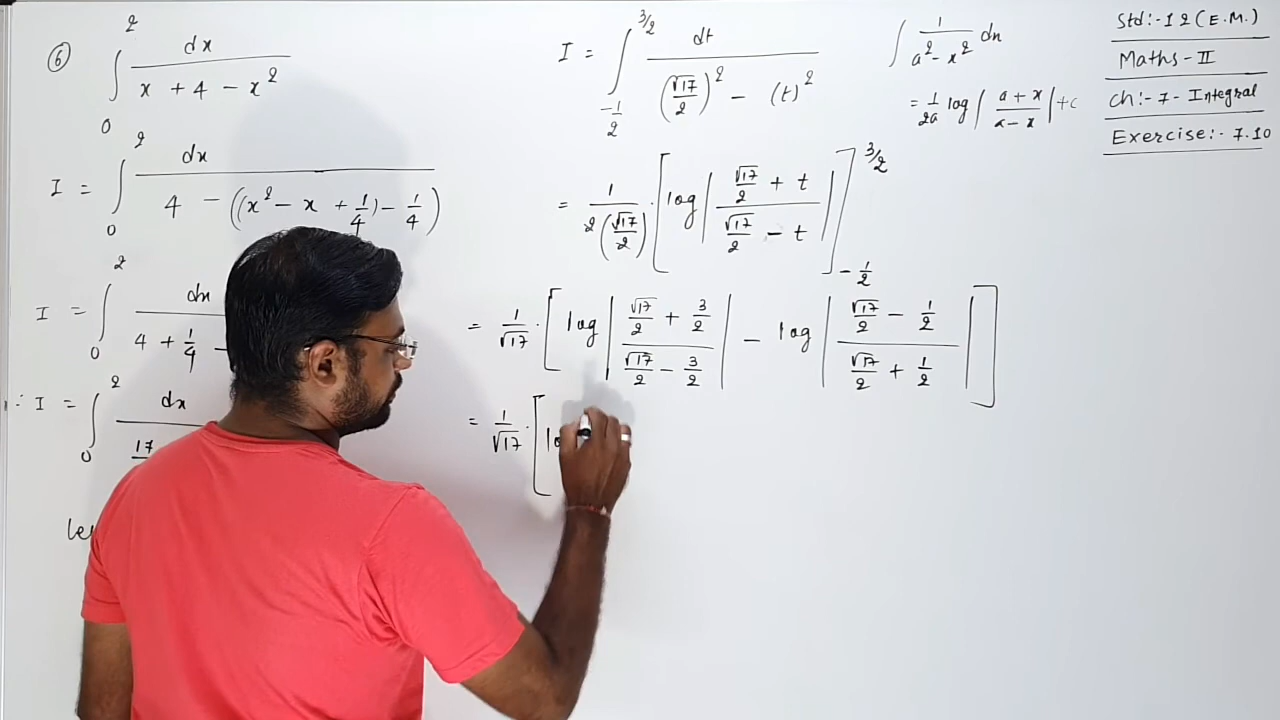 ⑥ ∫₀² dx / (x + 4 - x²)
I = ∫₀² dx / (4 - ((x² - x + 1/4) - 1/4))
I = ∫₀² dn / (4 + 1/4 -
∴ I = ∫₀² dx / 17
Le
I = ∫_{-1/2}^{3/2} dt / ((√17/2)² - (t)²)
= 1/(2(√17/2)) · [log |(√17/2 + t)/(√17/2 - t)|]_{-1/2}^{3/2}
= 1/√17 · [log |(√17/2 + 3/2)/(√17/2 - 3/2)| - log |(√17/2 - 1/2)/(√17/2 + 1/2)|]
= 1/√17 · [lo
∫ 1/(a² - x²) dn
= 1/2a log |(a + x)/(a - x)| + c
Std:-12 (E.M.)
Maths - II
Ch:- 7 - Integral
Exercise:- 7.10